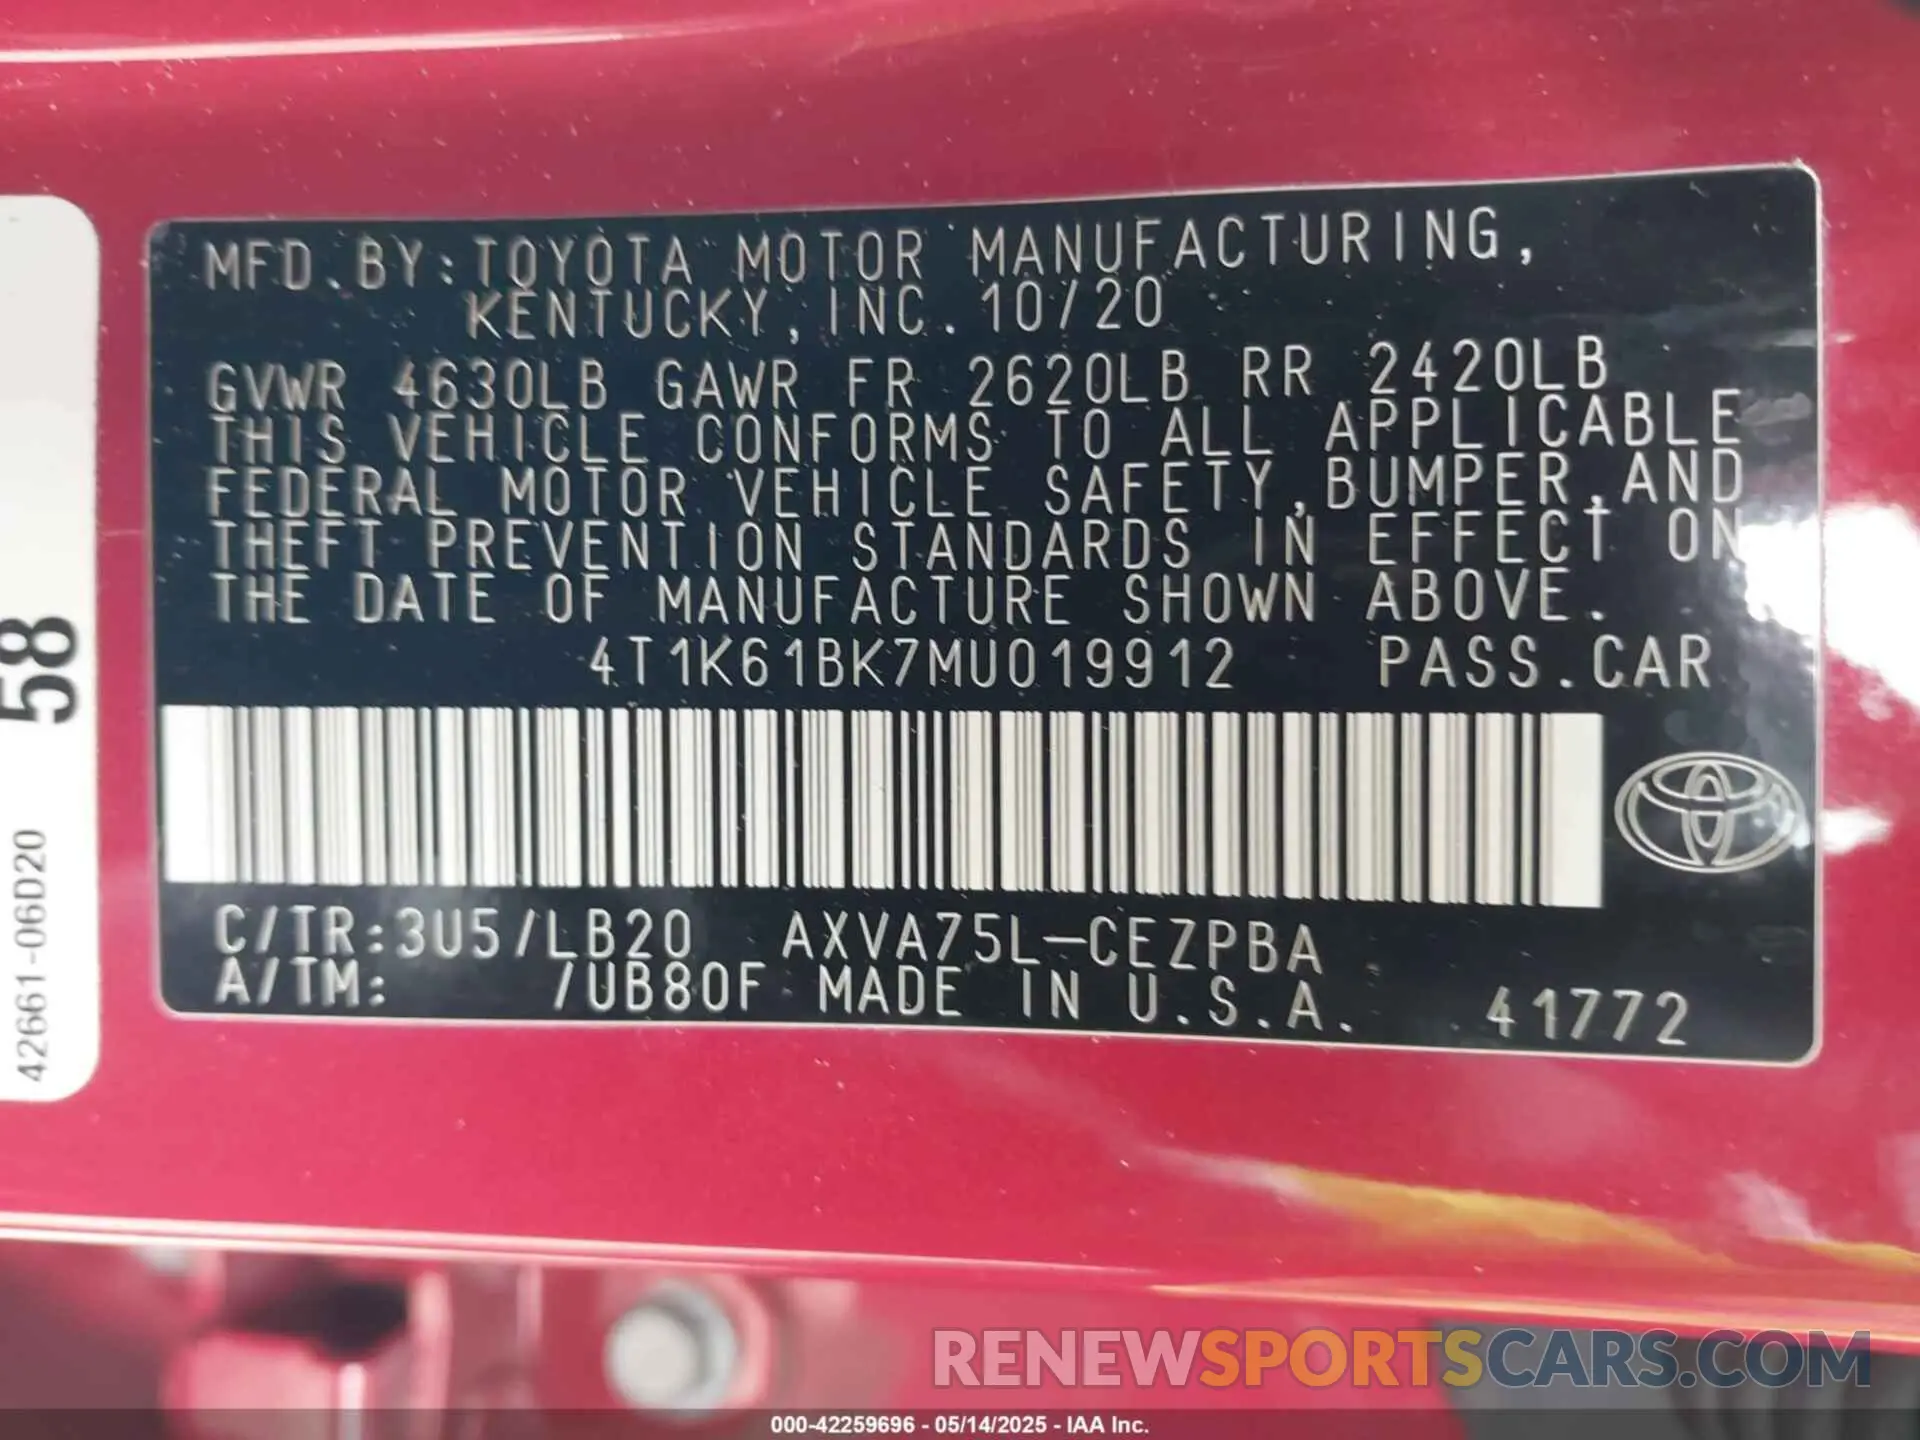 MFD.BY:TOYOTA MOTOR MANUFACTURING,
KENTUCKY,INC. 10/20
GVWR 4630LB GAWR FR 2620LB RR 2420LB
THIS VEHICLE CONFORMS TO ALL APPLICABLE
FEDERAL MOTOR VEHICLE SAFETY,BUMPER,AND
THEFT PREVENTION STANDARDS IN EFFECT ON
THE DATE OF MANUFACTURE SHOWN ABOVE.
4T1K61BK7MU019912 PASS.CAR
C/TR:3U5/LB20 AXVA75L-CEZPBA
A/TM: /UB80F MADE IN U.S.A. 41772
58
42661-06D20
RENEWSPORTSCARS.COM
000-42259696 - 05/14/2025 - IAA Inc.